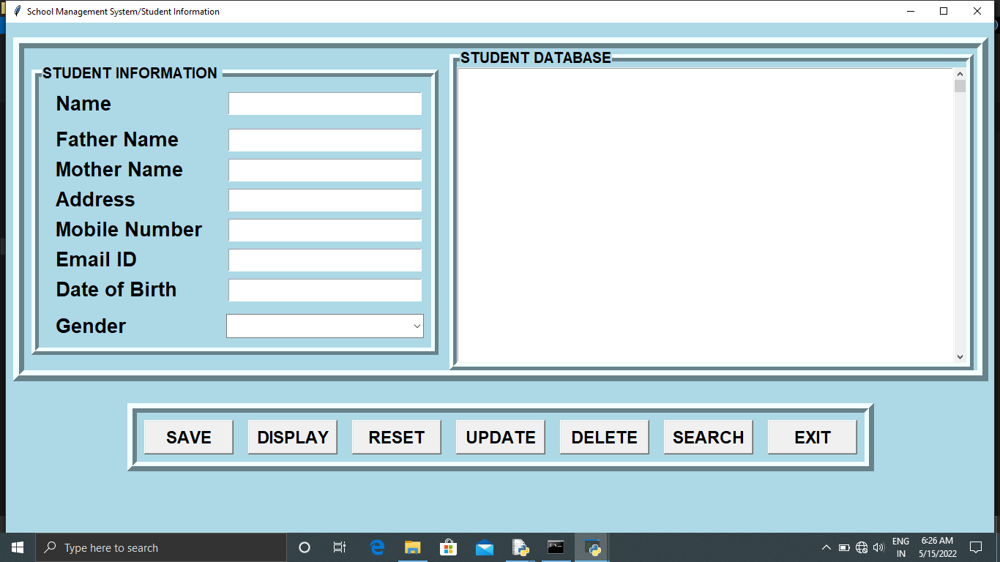 School Management System/Student Information
STUDENT INFORMATION
Name
Father Name
Mother Name
Address
Mobile Number
Email ID
Date of Birth
Gender
STUDENT DATABASE
SAVE DISPLAY RESET UPDATE DELETE SEARCH EXIT
Type here to search
ENG
IN
6:26 AM
5/15/2022